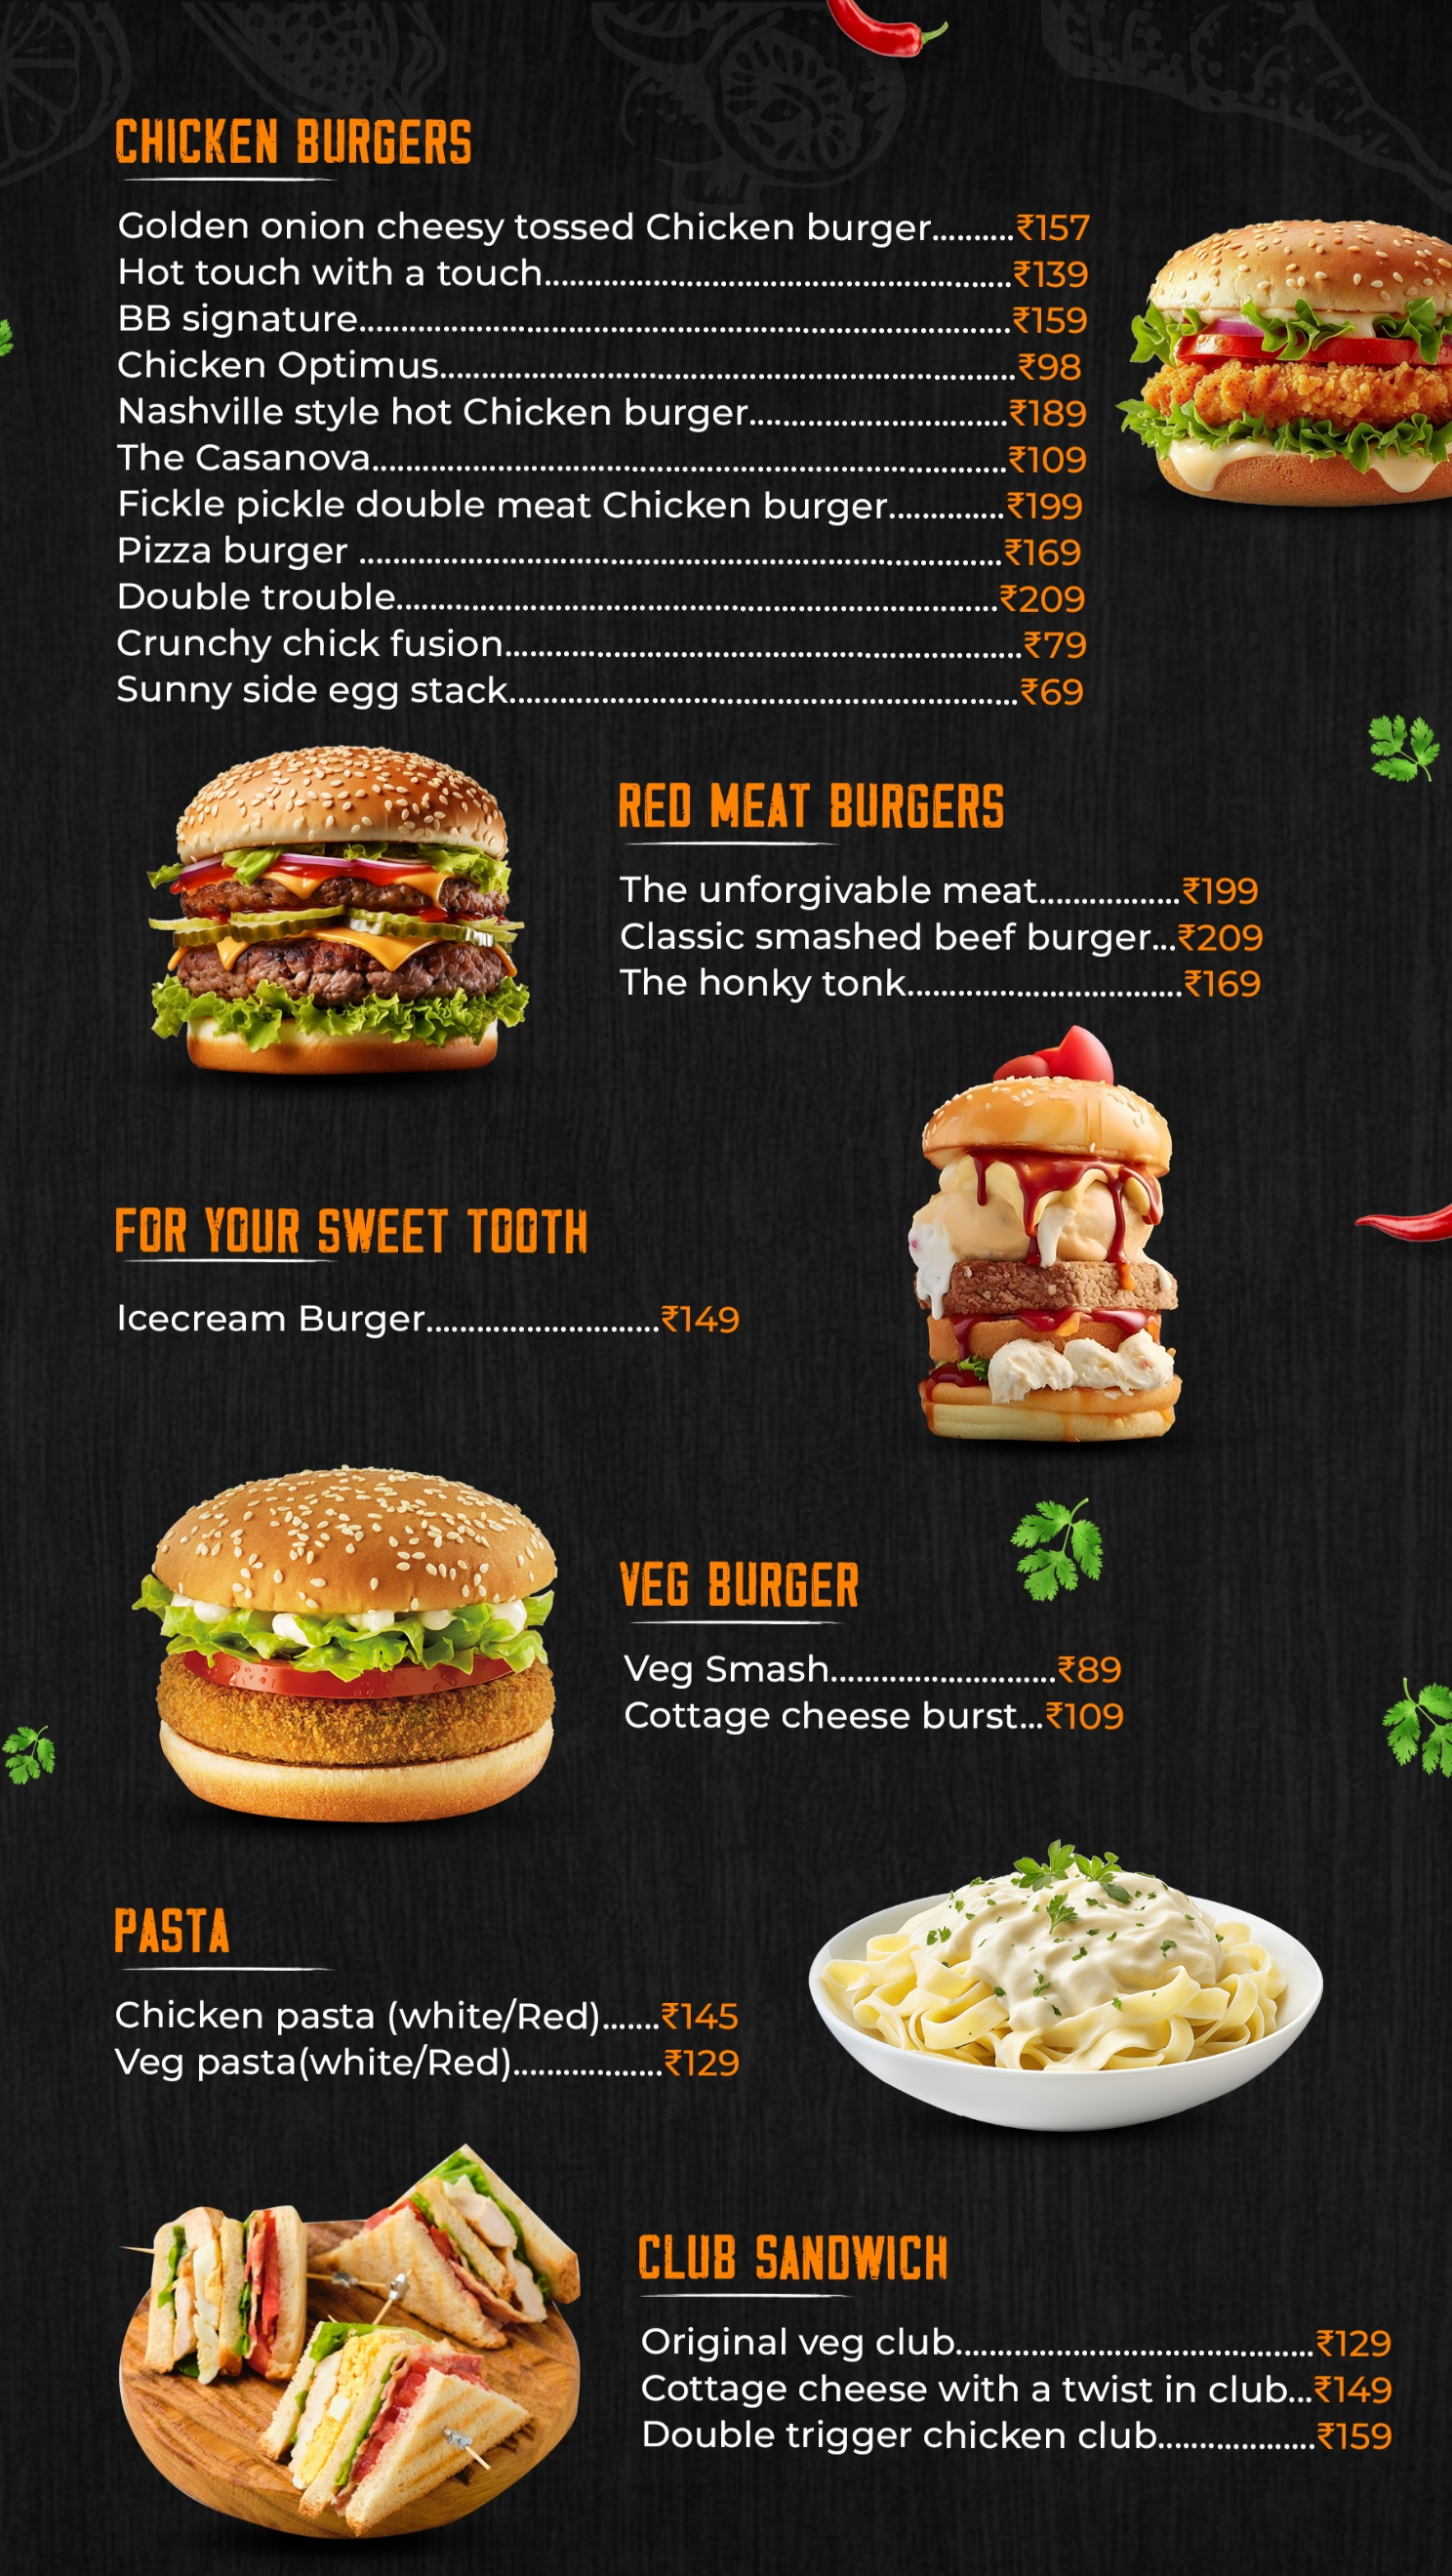 CHICKEN BURGERS
Golden onion cheesy tossed Chicken burger..........₹157
Hot touch with a touch........................................................₹139
BB signature..............................................................................₹159
Chicken Optimus.....................................................................₹98
Nashville style hot Chicken burger...............................₹189
The Casanova............................................................................₹109
Fickle pickle double meat Chicken burger..............₹199
Pizza burger .............................................................................₹169
Double trouble........................................................................₹209
Crunchy chick fusion..............................................................₹79
Sunny side egg stack.............................................................₹69
RED MEAT BURGERS
The unforgivable meat.................₹199
Classic smashed beef burger...₹209
The honky tonk.................................₹169
FOR YOUR SWEET TOOTH
Icecream Burger............................₹149
VEG BURGER
Veg Smash...........................₹89
Cottage cheese burst...₹109
PASTA
Chicken pasta (white/Red).......₹145
Veg pasta(white/Red)..................₹129
CLUB SANDWICH
Original veg club...........................................₹129
Cottage cheese with a twist in club...₹149
Double trigger chicken club...................₹159